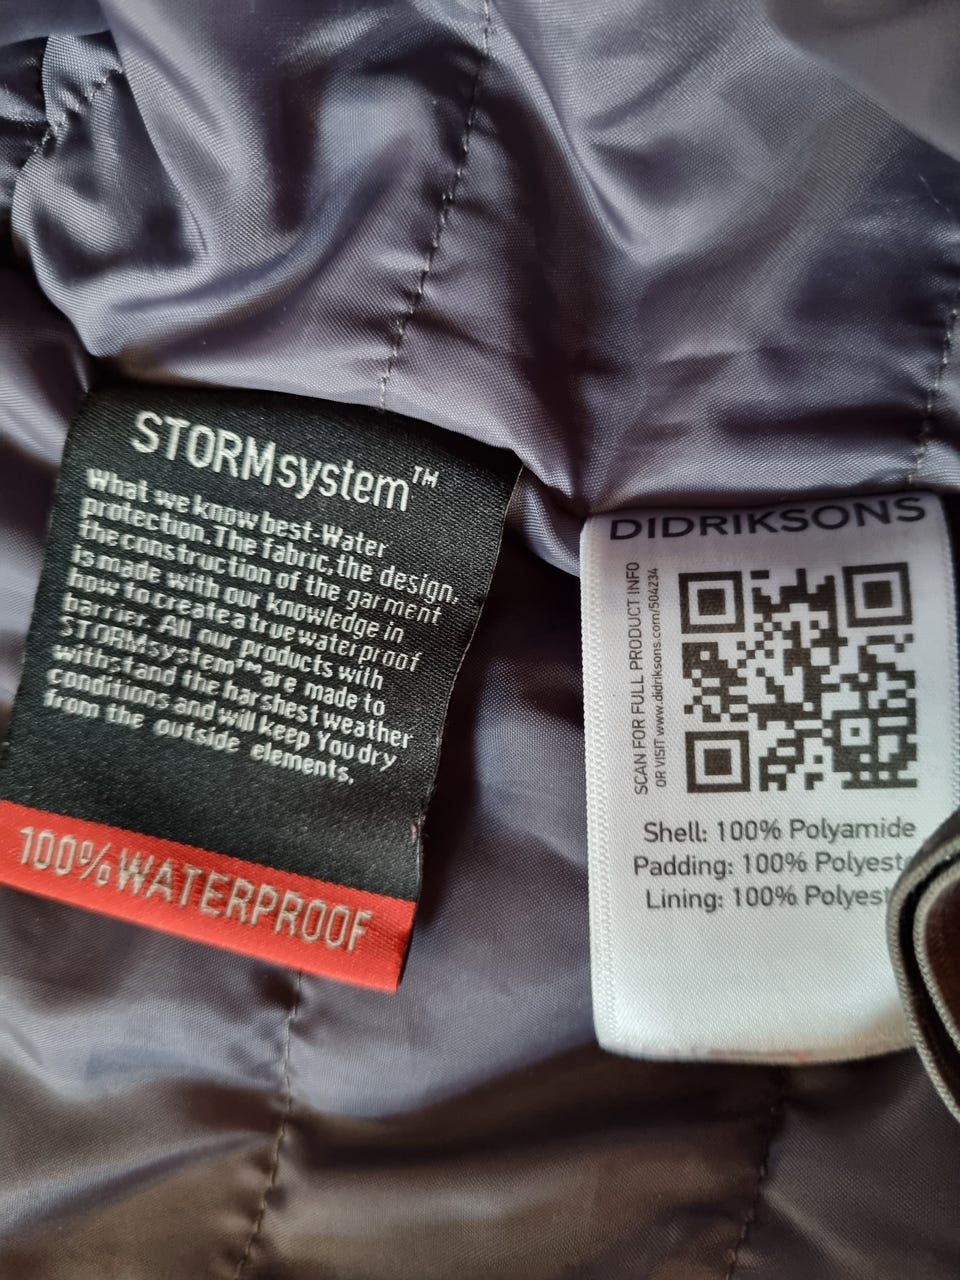 STORMsystem™
What we know best-Water
protection.The fabric,the design,
the construction of the garment
is made with our knowledge in
how to create a true waterproof
barrier. All our products with
STORMsystem™are made to
withstand the harshest weather
conditions and will keep You dry
from the outside elements.
100% WATERPROOF
DIDRIKSONS
SCAN FOR FULL PRODUCT INFO
OR VISIT www.didriksons.com/504234
Shell: 100% Polyamide
Padding: 100% Polyest
Lining: 100% Polyest